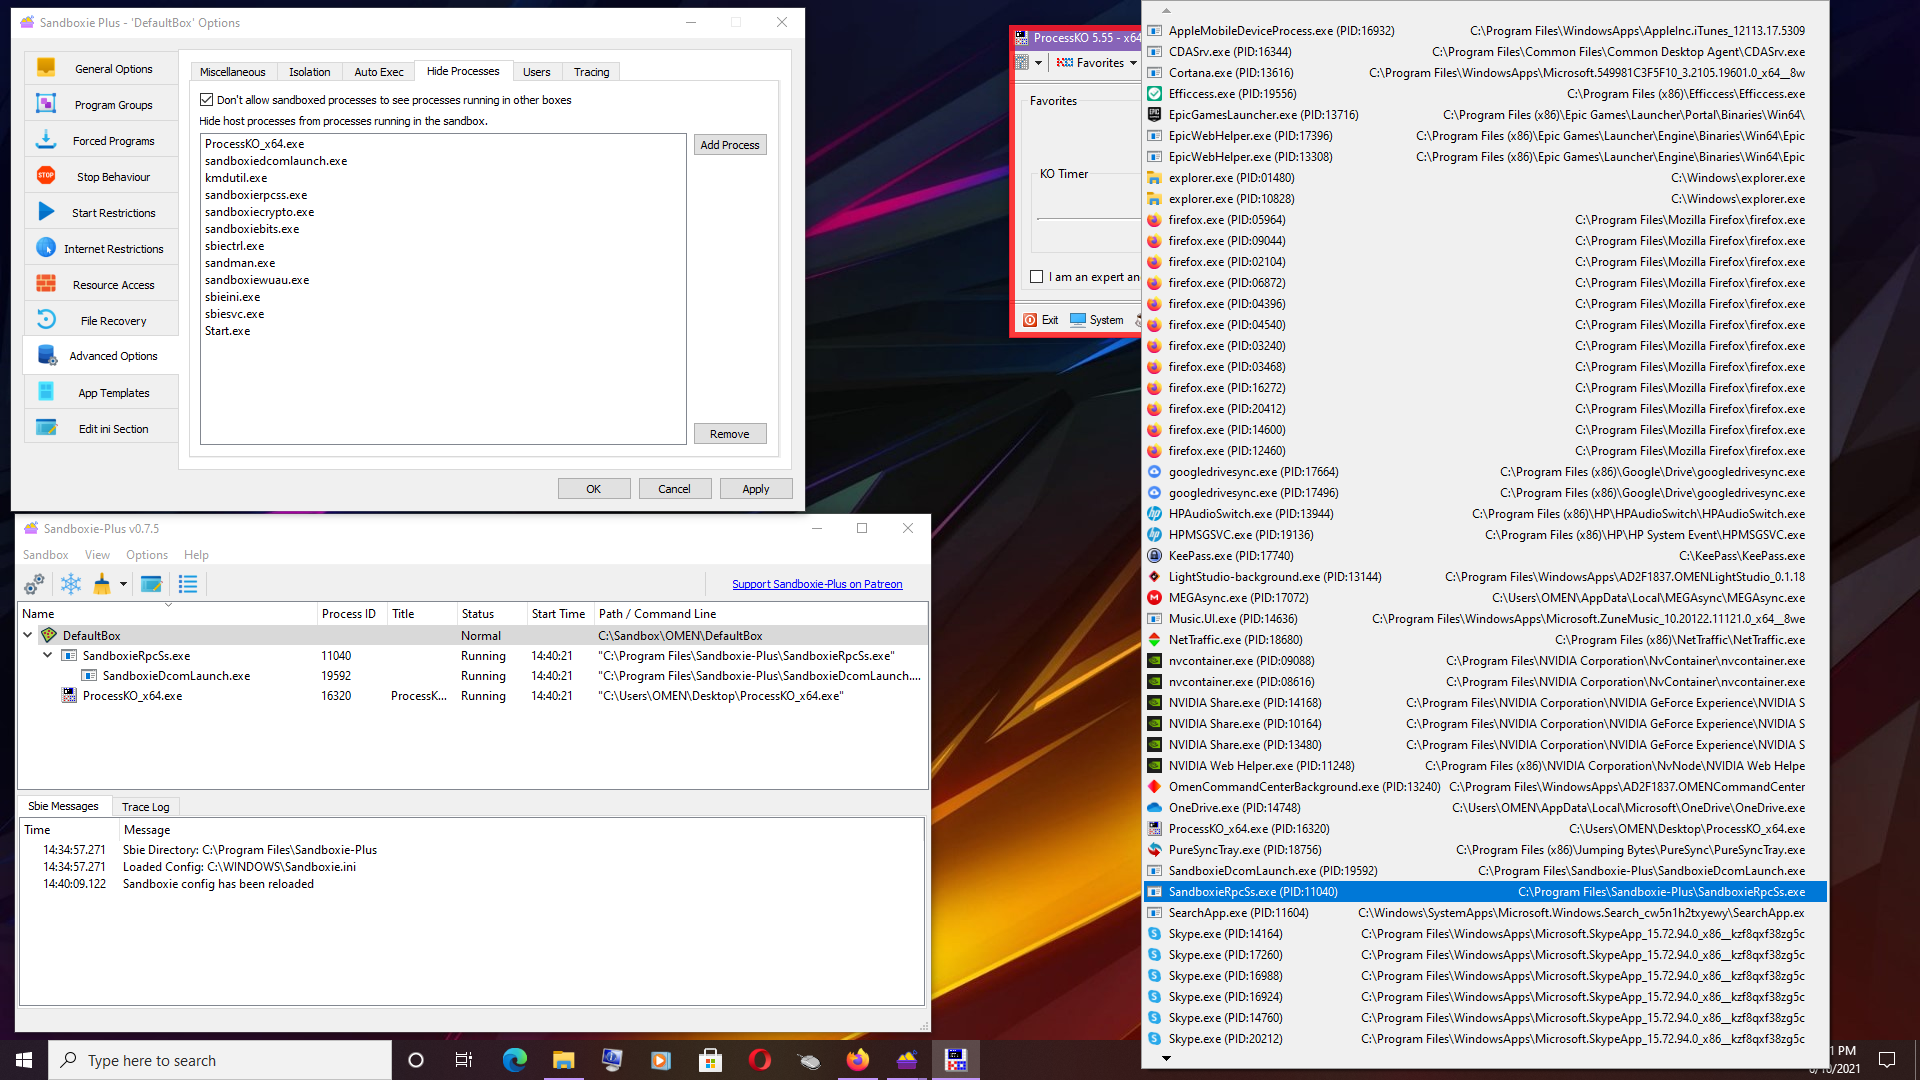 Sandboxie Plus - 'DefaultBox' Options
General Options
Program Groups
Forced Programs
STOP
Stop Behaviour
Start Restrictions
Internet Restrictions
Resource Access
File Recovery
Advanced Options
App Templates
Edit ini Section
Miscellaneous
Isolation
Auto Exec
Hide Processes
Users
Tracing
Don't allow sandboxed processes to see processes running in other boxes
Hide host processes from processes running in the sandbox.
ProcessKO_x64.exe
sandboxiedcomlaunch.exe
kmdutil.exe
sandboxierpcss.exe
sandboxiecrypto.exe
sandboxiebits.exe
sbiectrl.exe
sandman.exe
sandboxiewuau.exe
sbieini.exe
sbiesvc.exe
Start.exe
Add Process
Remove
OK
Cancel
Apply
Sandboxie-Plus v0.7.5
Sandbox View Options Help
Support Sandboxie-Plus on Patreon
Name Process ID Title Status Start Time Path / Command Line
DefaultBox Normal C:\Sandbox\OMEN\DefaultBox
SandboxieRpcSs.exe 11040 Running 14:40:21 "C:\Program Files\Sandboxie-Plus\SandboxieRpcSs.exe"
SandboxieDcomLaunch.exe 19592 Running 14:40:21 "C:\Program Files\Sandboxie-Plus\SandboxieDcomLaunch....
ProcessKO_x64.exe 16320 ProcessK... Running 14:40:21 "C:\Users\OMEN\Desktop\ProcessKO_x64.exe"
Sbie Messages
Trace Log
Time Message
14:34:57.271 Sbie Directory: C:\Program Files\Sandboxie-Plus
14:34:57.271 Loaded Config: C:\WINDOWS\Sandboxie.ini
14:40:09.122 Sandboxie config has been reloaded
ProcessKO 5.55 - x64
Favorites
Favorites
KO Timer
I am an expert an
Exit
System
AppleMobileDeviceProcess.exe (PID:16932) C:\Program Files\WindowsApps\AppleInc.iTunes_12113.17.5309
CDASrv.exe (PID:16344) C:\Program Files\Common Files\Common Desktop Agent\CDASrv.exe
Cortana.exe (PID:13616) C:\Program Files\WindowsApps\Microsoft.549981C3F5F10_3.2105.19601.0_x64__8w
Efficcess.exe (PID:19556) C:\Program Files (x86)\Efficcess\Efficcess.exe
EpicGamesLauncher.exe (PID:13716) C:\Program Files (x86)\Epic Games\Launcher\Portal\Binaries\Win64\
EpicWebHelper.exe (PID:17396) C:\Program Files (x86)\Epic Games\Launcher\Engine\Binaries\Win64\Epic
EpicWebHelper.exe (PID:13308) C:\Program Files (x86)\Epic Games\Launcher\Engine\Binaries\Win64\Epic
explorer.exe (PID:01480) C:\Windows\explorer.exe
explorer.exe (PID:10828) C:\Windows\explorer.exe
firefox.exe (PID:05964) C:\Program Files\Mozilla Firefox\firefox.exe
firefox.exe (PID:09044) C:\Program Files\Mozilla Firefox\firefox.exe
firefox.exe (PID:02104) C:\Program Files\Mozilla Firefox\firefox.exe
firefox.exe (PID:06872) C:\Program Files\Mozilla Firefox\firefox.exe
firefox.exe (PID:04396) C:\Program Files\Mozilla Firefox\firefox.exe
firefox.exe (PID:04540) C:\Program Files\Mozilla Firefox\firefox.exe
firefox.exe (PID:03240) C:\Program Files\Mozilla Firefox\firefox.exe
firefox.exe (PID:03468) C:\Program Files\Mozilla Firefox\firefox.exe
firefox.exe (PID:16272) C:\Program Files\Mozilla Firefox\firefox.exe
firefox.exe (PID:20412) C:\Program Files\Mozilla Firefox\firefox.exe
firefox.exe (PID:14600) C:\Program Files\Mozilla Firefox\firefox.exe
firefox.exe (PID:12460) C:\Program Files\Mozilla Firefox\firefox.exe
googledrivesync.exe (PID:17664) C:\Program Files (x86)\Google\Drive\googledrivesync.exe
googledrivesync.exe (PID:17496) C:\Program Files (x86)\Google\Drive\googledrivesync.exe
HPAudioSwitch.exe (PID:13944) C:\Program Files (x86)\HP\HPAudioSwitch\HPAudioSwitch.exe
HPMSGSVC.exe (PID:19136) C:\Program Files (x86)\HP\HP System Event\HPMSGSVC.exe
KeePass.exe (PID:17740) C:\KeePass\KeePass.exe
LightStudio-background.exe (PID:13144) C:\Program Files\WindowsApps\AD2F1837.OMENLightStudio_0.1.18
MEGAsync.exe (PID:17072) C:\Users\OMEN\AppData\Local\MEGAsync\MEGAsync.exe
Music.UI.exe (PID:14636) C:\Program Files\WindowsApps\Microsoft.ZuneMusic_10.20122.11121.0_x64__8we
NetTraffic.exe (PID:18680) C:\Program Files (x86)\NetTraffic\NetTraffic.exe
nvcontainer.exe (PID:09088) C:\Program Files\NVIDIA Corporation\NvContainer\nvcontainer.exe
nvcontainer.exe (PID:08616) C:\Program Files\NVIDIA Corporation\NvContainer\nvcontainer.exe
NVIDIA Share.exe (PID:14168) C:\Program Files\NVIDIA Corporation\NVIDIA GeForce Experience\NVIDIA S
NVIDIA Share.exe (PID:10164) C:\Program Files\NVIDIA Corporation\NVIDIA GeForce Experience\NVIDIA S
NVIDIA Share.exe (PID:13480) C:\Program Files\NVIDIA Corporation\NVIDIA GeForce Experience\NVIDIA S
NVIDIA Web Helper.exe (PID:11248) C:\Program Files (x86)\NVIDIA Corporation\NvNode\NVIDIA Web Helpe
OmenCommandCenterBackground.exe (PID:13240) C:\Program Files\WindowsApps\AD2F1837.OMENCommandCenter
OneDrive.exe (PID:14748) C:\Users\OMEN\AppData\Local\Microsoft\OneDrive\OneDrive.exe
ProcessKO_x64.exe (PID:16320) C:\Users\OMEN\Desktop\ProcessKO_x64.exe
PureSyncTray.exe (PID:18756) C:\Program Files (x86)\Jumping Bytes\PureSync\PureSyncTray.exe
SandboxieDcomLaunch.exe (PID:19592) C:\Program Files\Sandboxie-Plus\SandboxieDcomLaunch.exe
SandboxieRpcSs.exe (PID:11040) C:\Program Files\Sandboxie-Plus\SandboxieRpcSs.exe
SearchApp.exe (PID:11604) C:\Windows\SystemApps\Microsoft.Windows.Search_cw5n1h2txyewy\SearchApp.ex
Skype.exe (PID:14164) C:\Program Files\WindowsApps\Microsoft.SkypeApp_15.72.94.0_x86__kzf8qxf38zg5c
Skype.exe (PID:17260) C:\Program Files\WindowsApps\Microsoft.SkypeApp_15.72.94.0_x86__kzf8qxf38zg5c
Skype.exe (PID:16988) C:\Program Files\WindowsApps\Microsoft.SkypeApp_15.72.94.0_x86__kzf8qxf38zg5c
Skype.exe (PID:16924) C:\Program Files\WindowsApps\Microsoft.SkypeApp_15.72.94.0_x86__kzf8qxf38zg5c
Skype.exe (PID:14760) C:\Program Files\WindowsApps\Microsoft.SkypeApp_15.72.94.0_x86__kzf8qxf38zg5c
Skype.exe (PID:20212) C:\Program Files\WindowsApps\Microsoft.SkypeApp_15.72.94.0_x86__kzf8qxf38zg5c
Type here to search
1 PM